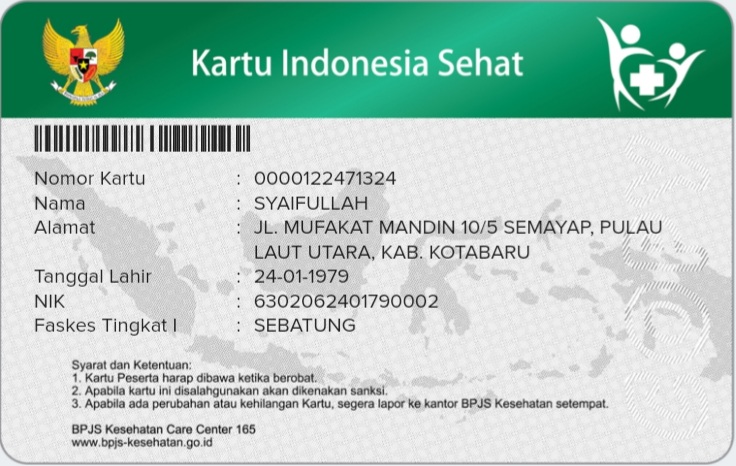 Kartu Indonesia Sehat
Nomor Kartu : 0000122471324
Nama : SYAIFULLAH
Alamat : JL. MUFAKAT MANDIN 10/5 SEMAYAP, PULAU
LAUT UTARA, KAB. KOTABARU
Tanggal Lahir : 24-01-1979
NIK : 6302062401790002
Faskes Tingkat I : SEBATUNG
Syarat dan Ketentuan:
1. Kartu Peserta harap dibawa ketika berobat.
2. Apabila kartu ini disalahgunakan akan dikenakan sanksi.
3. Apabila ada perubahan atau kehilangan Kartu, segera lapor ke kantor BPJS Kesehatan setempat.
BPJS Kesehatan Care Center 165
www.bpjs-kesehatan.go.id